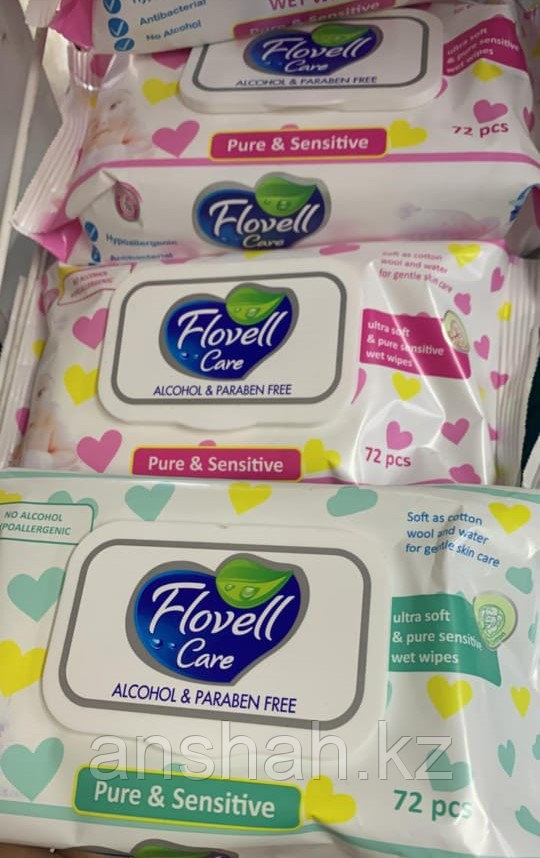 WET WIPES
Antibacterial
No Alcohol
Flovell
Care
ALCOHOL & PARABEN FREE
ultra soft
& pure sensitive
wet wipes
Pure & Sensitive
72 pcs
Flovell
Care
Hypoallergenic
Antibacterial
NO ALCOHOL
soft as cotton
wool and water
for gentle skin care
Flovell
Care
ALCOHOL & PARABEN FREE
ultra soft
& pure sensitive
wet wipes
Pure & Sensitive
72 pcs
NO ALCOHOL
POALLERGENIC
Soft as cotton
wool and water
for gentle skin care
Flovell
Care
ALCOHOL & PARABEN FREE
ultra soft
& pure sensitive
wet wipes
anshah.kz
Pure & Sensitive
72 pcs